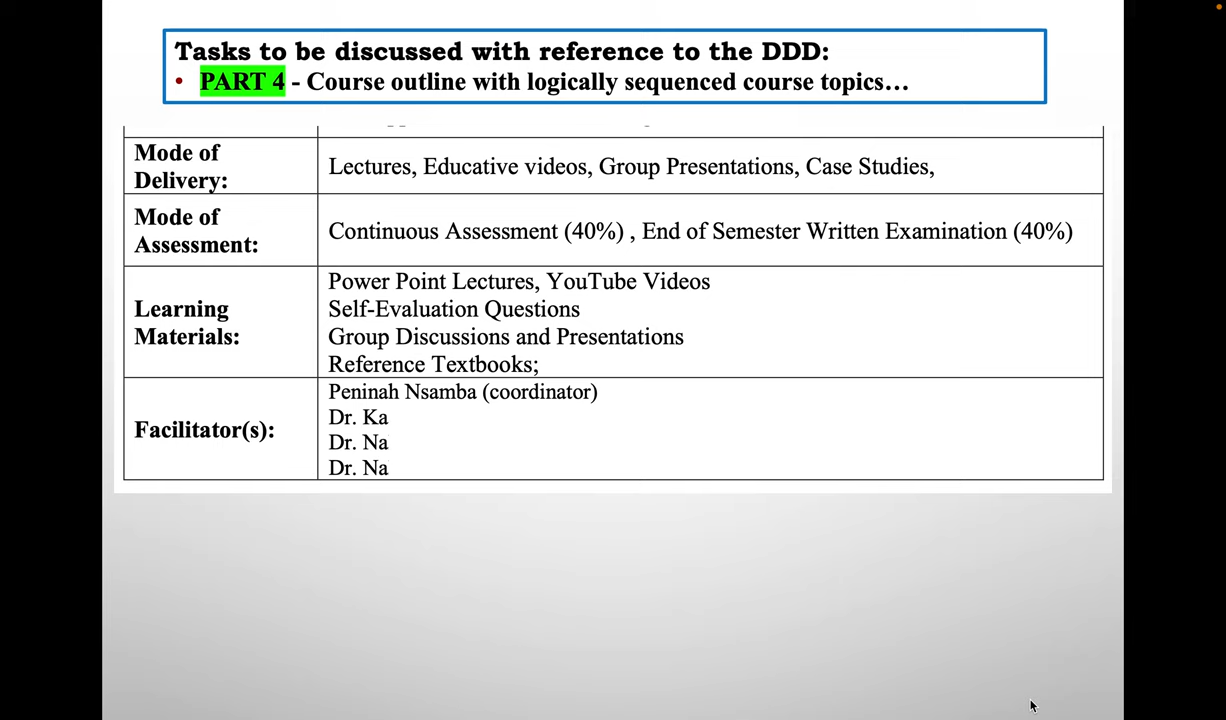 Tasks to be discussed with reference to the DDD:
• PART 4 - Course outline with logically sequenced course topics…
Mode of
Delivery:
Lectures, Educative videos, Group Presentations, Case Studies,
Mode of
Assessment:
Continuous Assessment (40%) , End of Semester Written Examination (40%)
Learning
Materials:
Power Point Lectures, YouTube Videos
Self-Evaluation Questions
Group Discussions and Presentations
Reference Textbooks;
Facilitator(s):
Peninah Nsamba (coordinator)
Dr. Ka
Dr. Na
Dr. Na